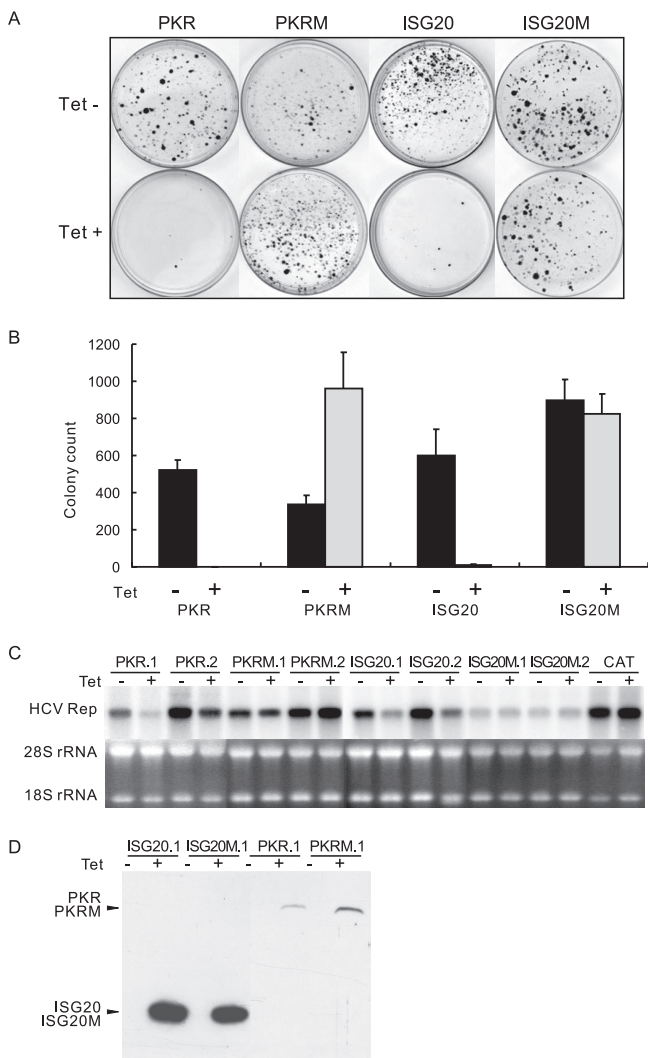 A
PKR PKRM ISG20 ISG20M
Tet -
Tet +
B
1200
1000
800
600
400
200
0
Colony count
Tet - + - + - + - +
PKR PKRM ISG20 ISG20M
C
PKR.1 PKR.2 PKRM.1 PKRM.2 ISG20.1 ISG20.2 ISG20M.1 ISG20M.2 CAT
Tet - + - + - + - + - + - + - + - + - +
HCV Rep
28S rRNA
18S rRNA
D
ISG20.1 ISG20M.1 PKR.1 PKRM.1
Tet - + - + - + - +
PKR
PKRM
ISG20
ISG20M